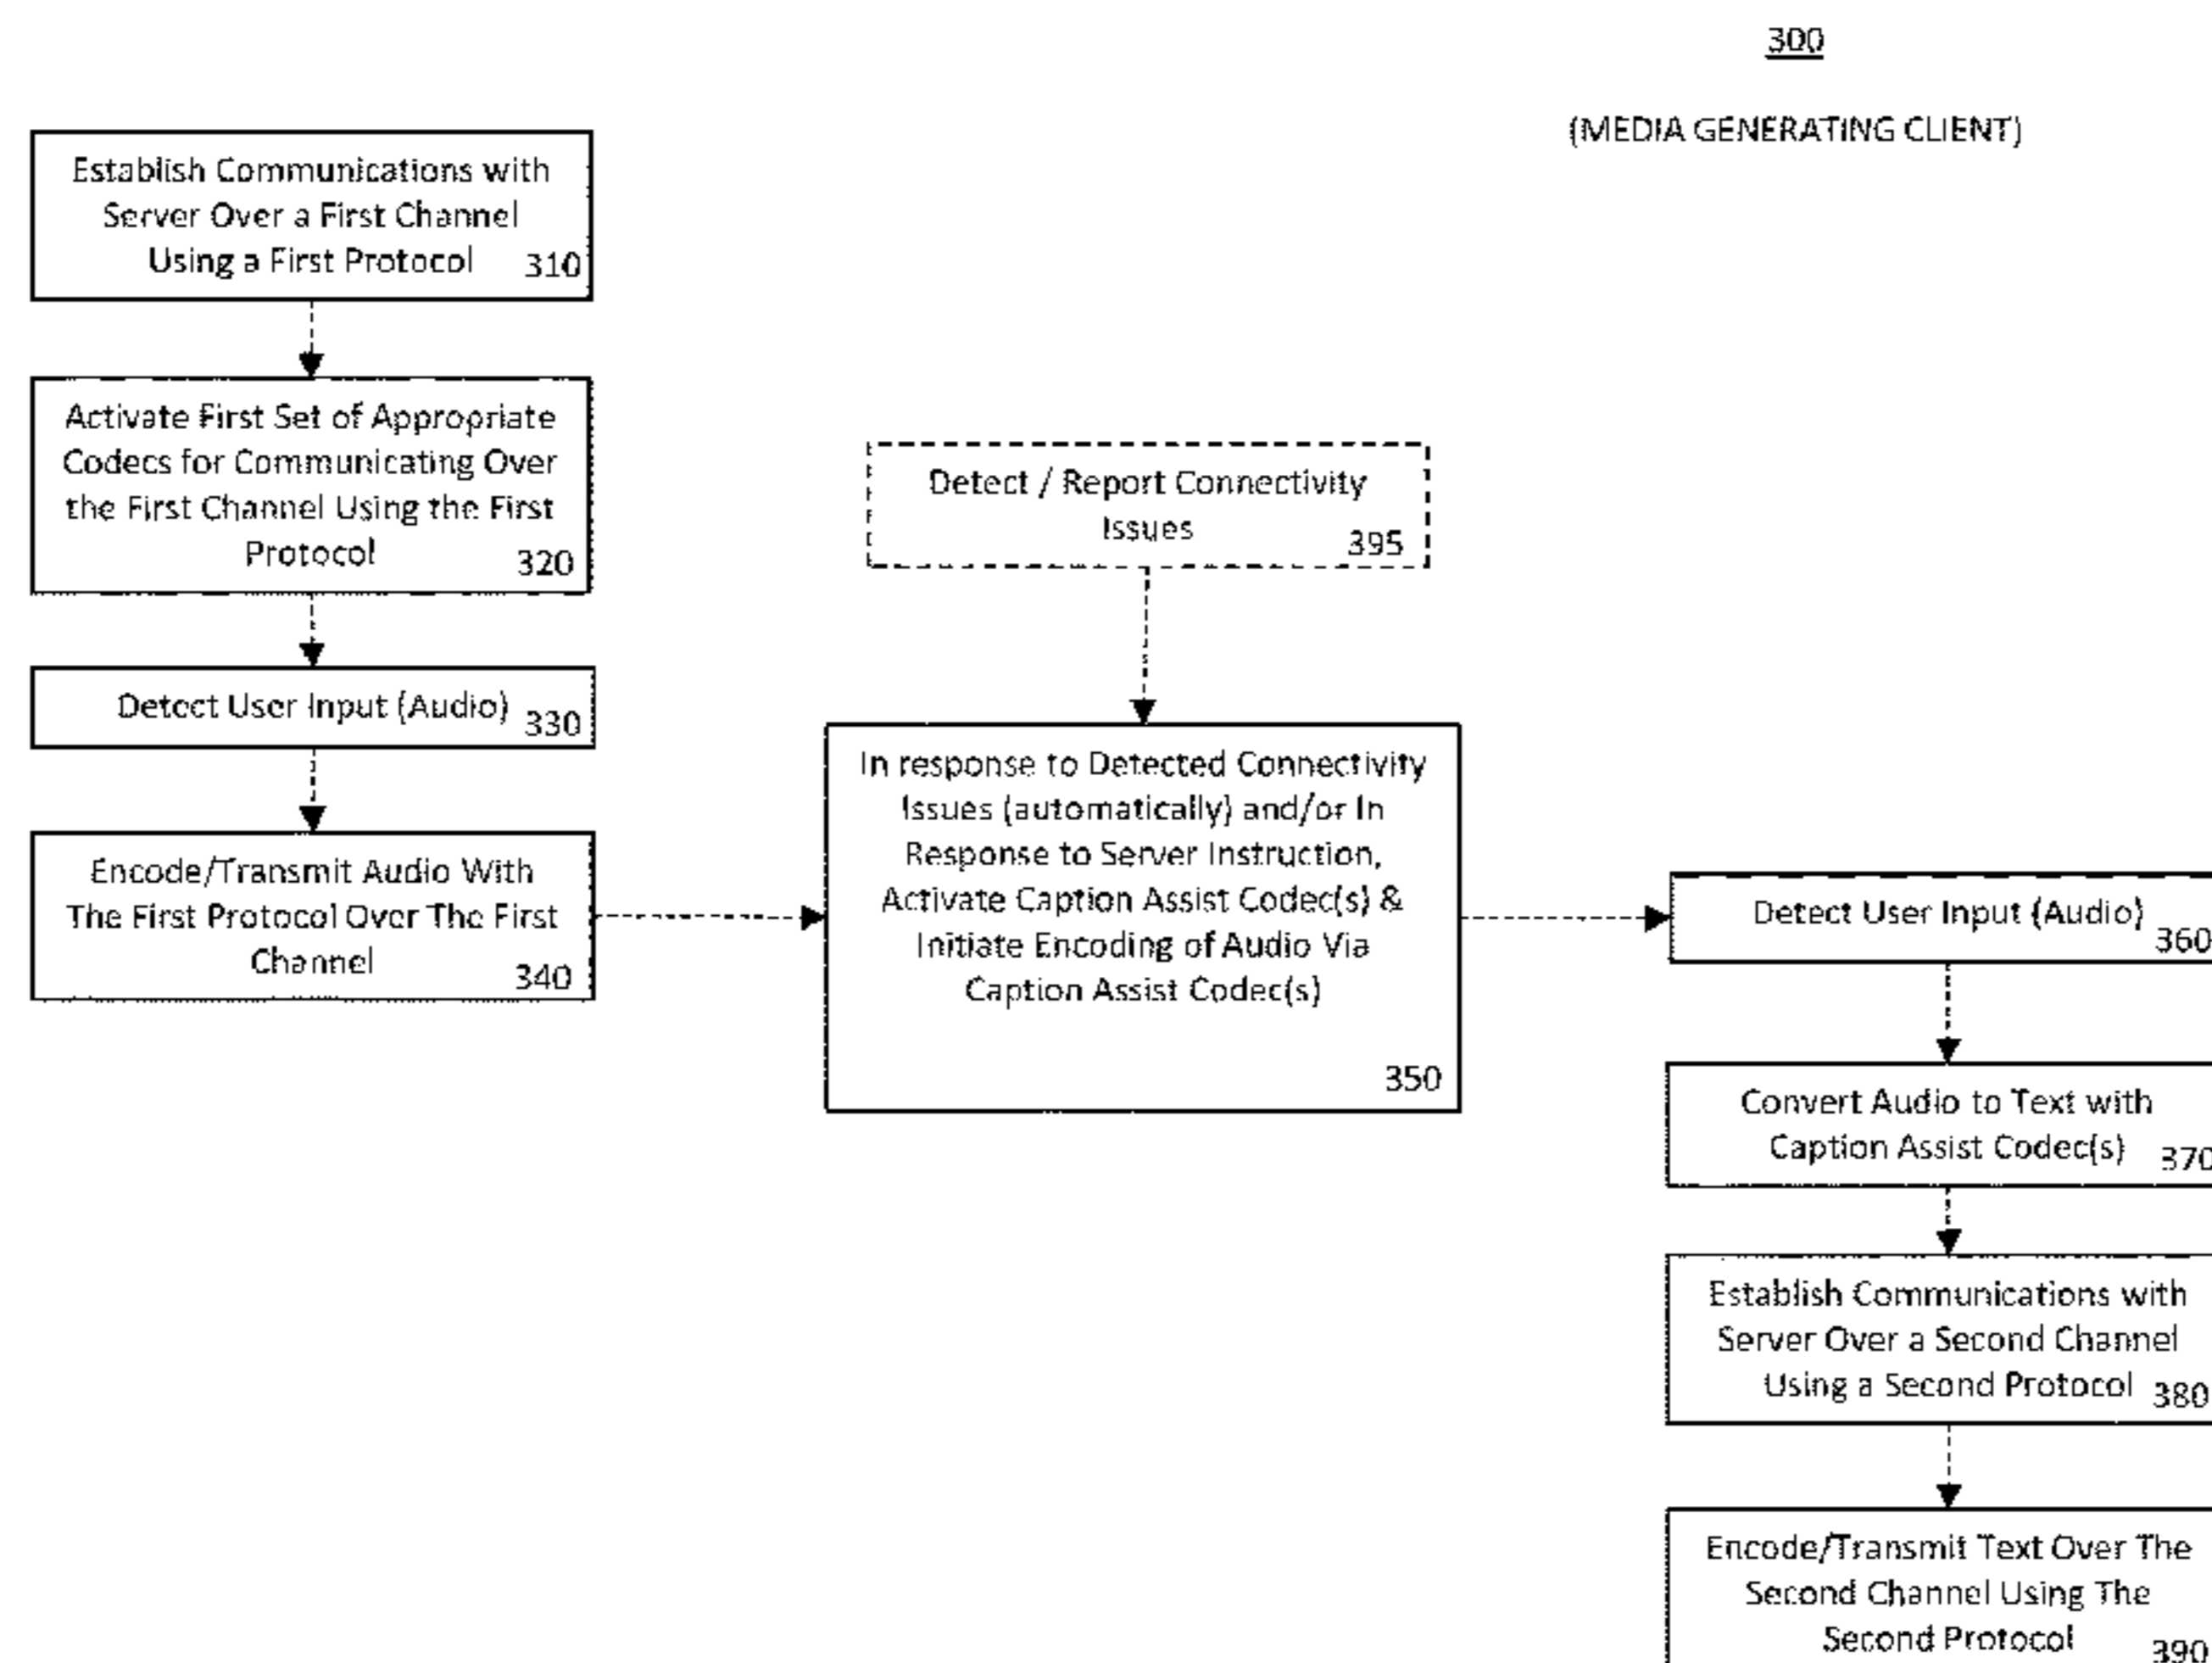 300
(MEDIA GENERATING CLIENT)
Establish Communications with
Server Over a First Channel
Using a First Protocol 310
Activate First Set of Appropriate
Codecs for Communicating Over
the First Channel Using the First
Protocol 320
Detect User Input (Audio) 330
Encode/Transmit Audio With
The First Protocol Over The First
Channel 340
Detect / Report Connectivity
Issues 395
In response to Detected Connectivity
Issues (automatically) and/or In
Response to Server Instruction,
Activate Caption Assist Codec(s) &
Initiate Encoding of Audio Via
Caption Assist Codec(s)
350
Detect User Input (Audio) 360
Convert Audio to Text with
Caption Assist Codec(s) 370
Establish Communications with
Server Over a Second Channel
Using a Second Protocol 380
Encode/Transmit Text Over The
Second Channel Using The
Second Protocol 390